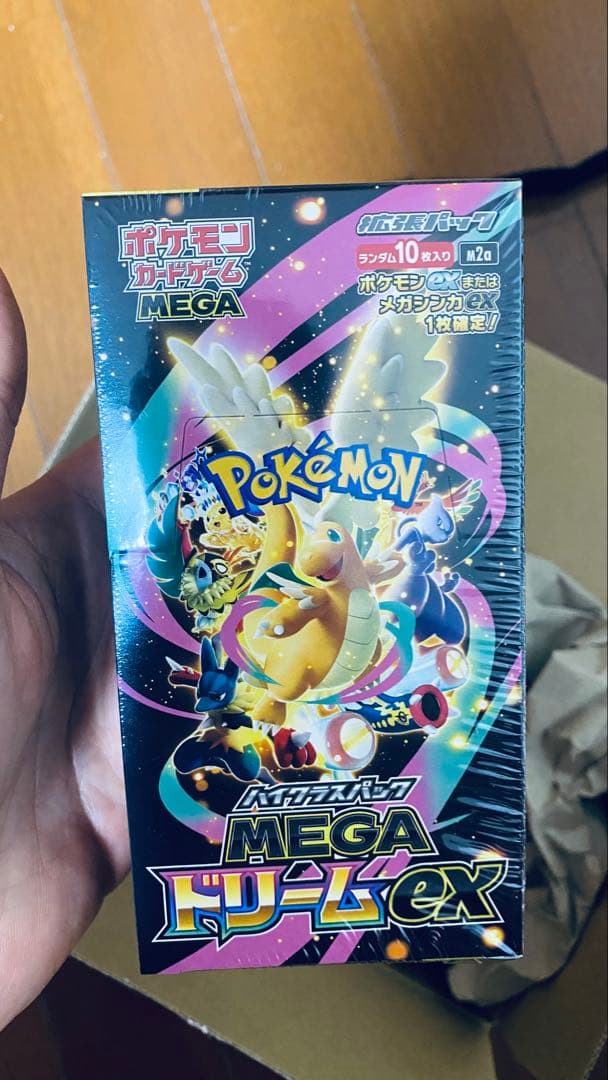 ポケモン
カードゲーム
MEGA
拡張パック
ランダム10枚入り M2a
ポケモンexまたは
メガシンカex
1枚確定!
POKéMON
ハイクラスパック
MEGA
ドリームex